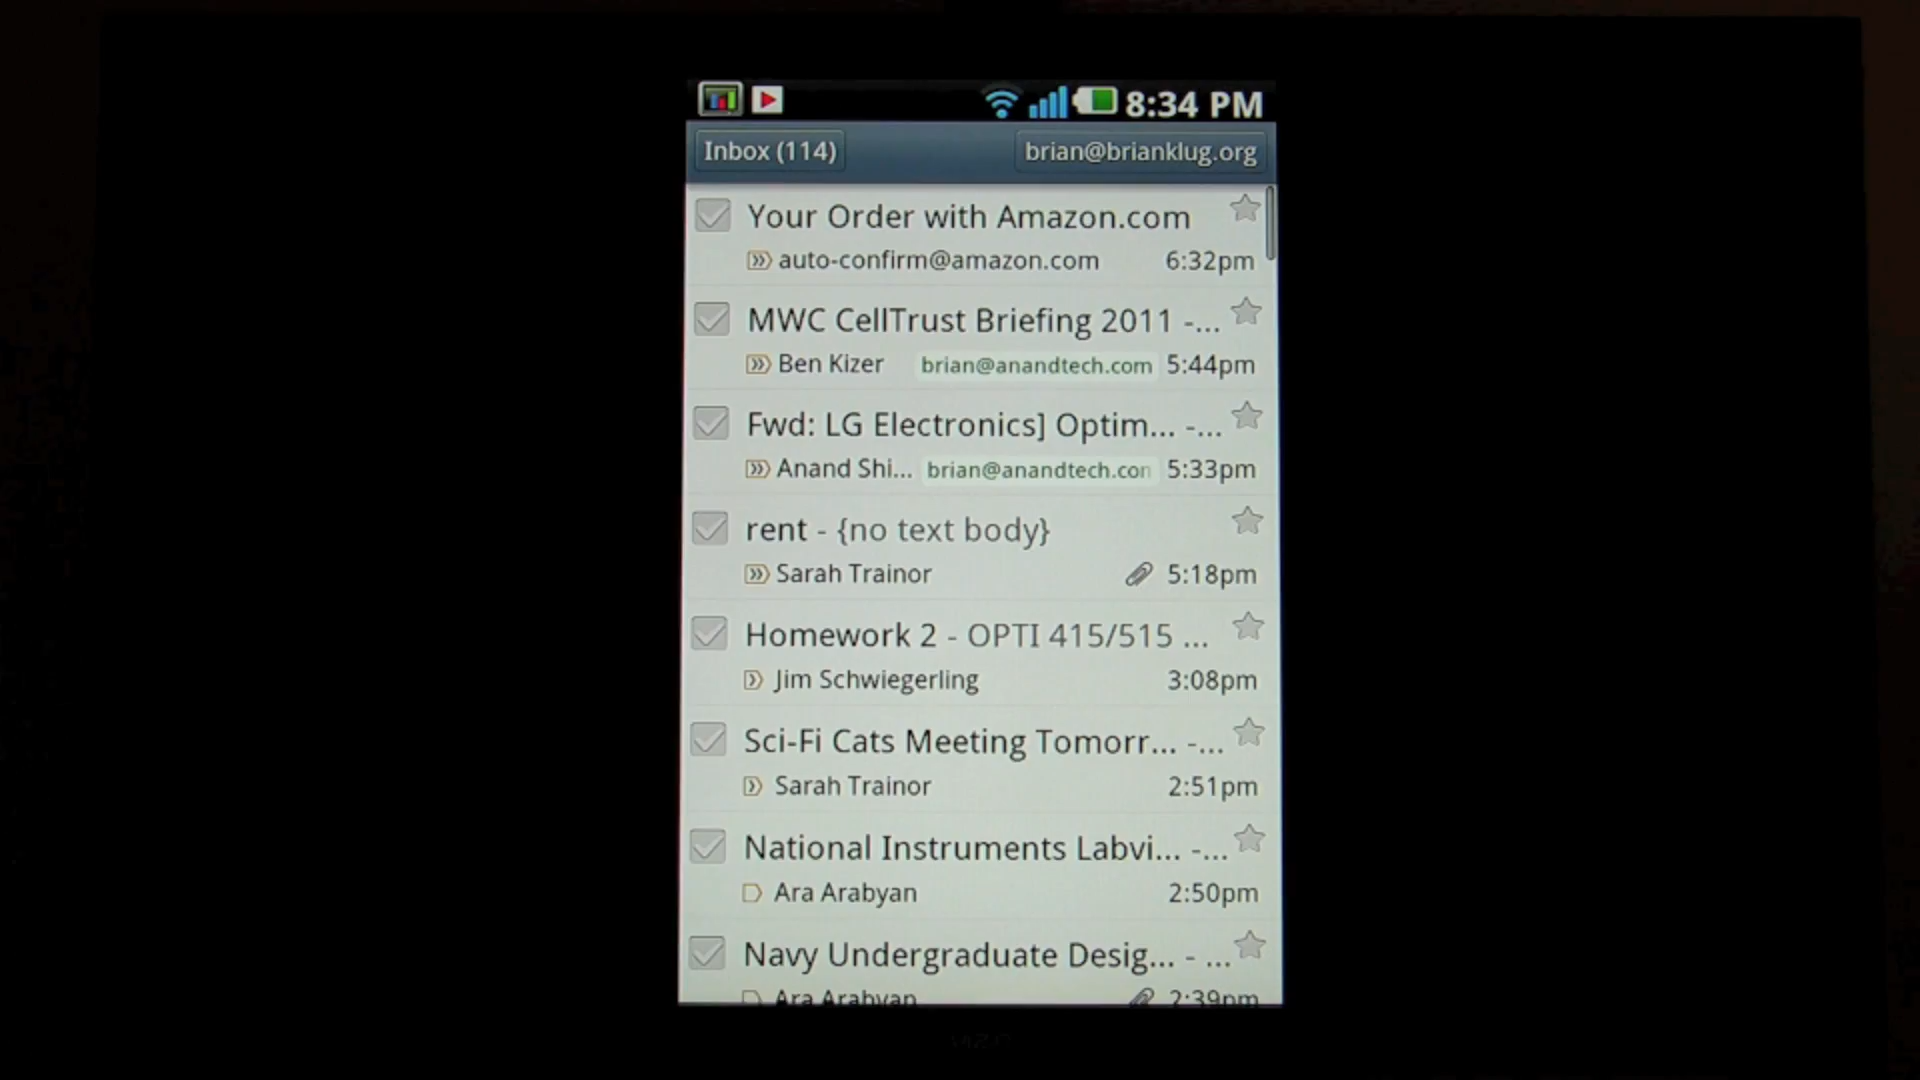 8:34 PM
Inbox (114) brian@brianklug.org
Your Order with Amazon.com
auto-confirm@amazon.com 6:32pm
MWC CellTrust Briefing 2011 -...
Ben Kizer brian@anandtech.com 5:44pm
Fwd: LG Electronics] Optim... -...
Anand Shi... brian@anandtech.con 5:33pm
rent - {no text body}
Sarah Trainor 5:18pm
Homework 2 - OPTI 415/515 ...
Jim Schwiegerling 3:08pm
Sci-Fi Cats Meeting Tomorr... -...
Sarah Trainor 2:51pm
National Instruments Labvi... -...
Ara Arabyan 2:50pm
Navy Undergraduate Desig... - ...
Ara Arabyan 2:39pm